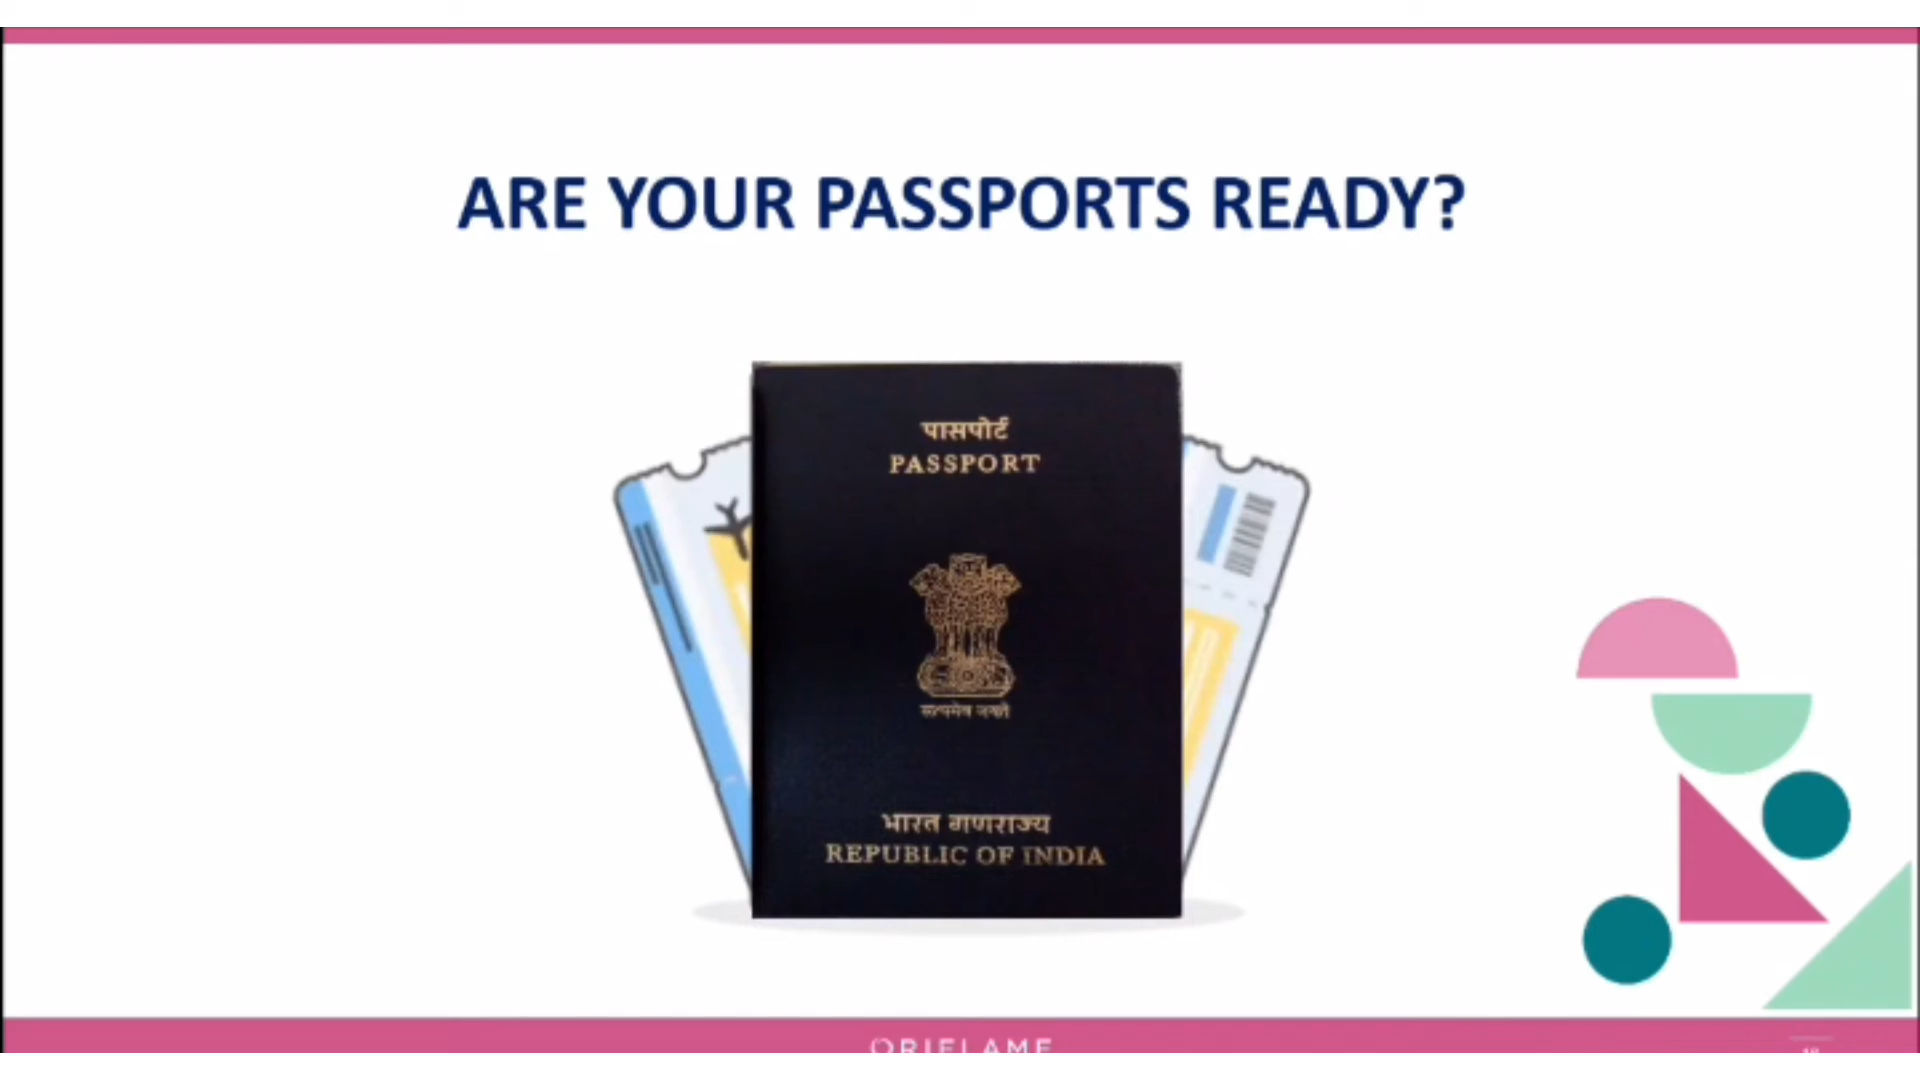 ARE YOUR PASSPORTS READY?
पासपोर्ट
PASSPORT
सत्यमेव जयते
भारत गणराज्य
REPUBLIC OF INDIA
ORIFLAME